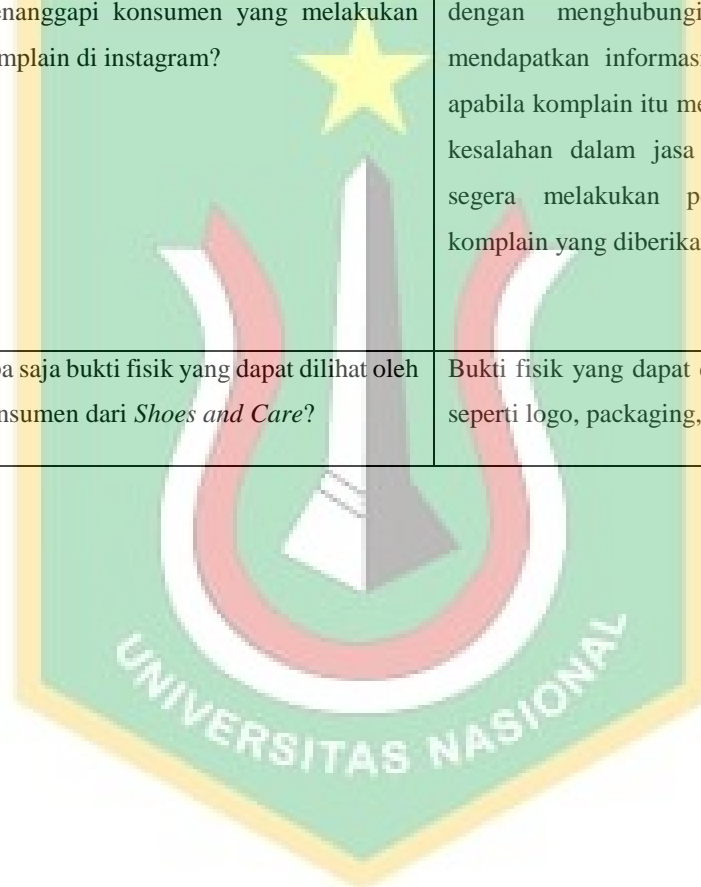 enanggapi konsumen yang melakukan
mplain di instagram?
dengan menghubungi
mendapatkan informasi
apabila komplain itu me
kesalahan dalam jasa
segera melakukan p
komplain yang diberika
a saja bukti fisik yang dapat dilihat oleh
nsumen dari Shoes and Care?
Bukti fisik yang dapat
seperti logo, packaging,
UNIVERSITAS NASIONAL